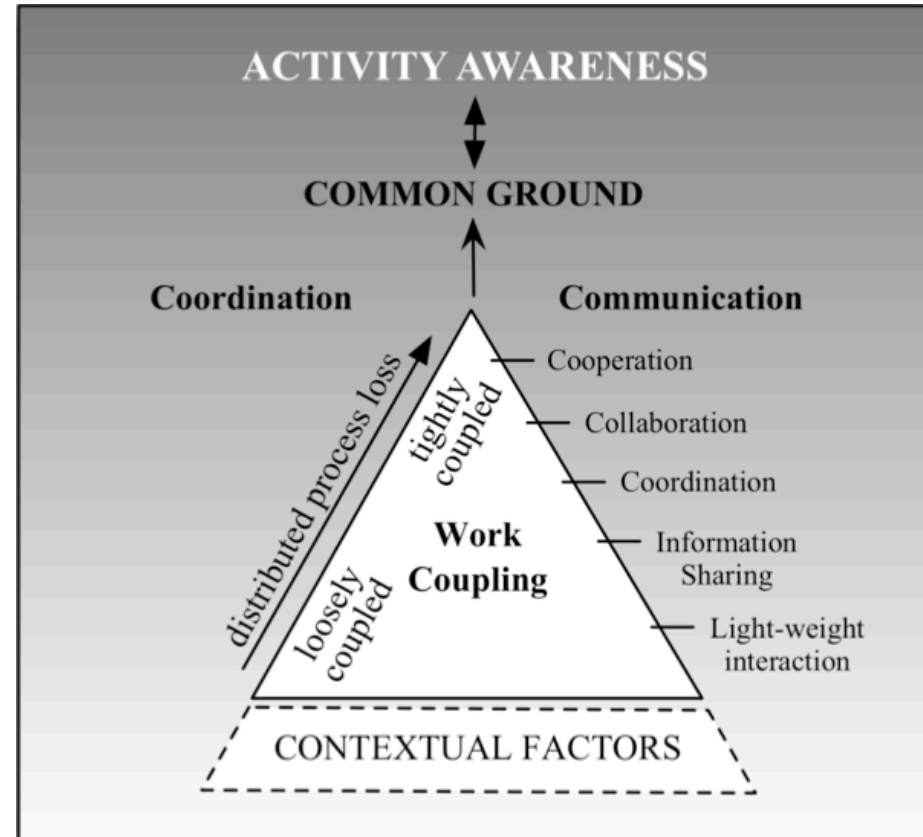 ACTIVITY AWARENESS
COMMON GROUND
Coordination
Communication
distributed process loss
tightly
coupled
loosely
coupled
Work
Coupling
Cooperation
Collaboration
Coordination
Information
Sharing
Light-weight
interaction
CONTEXTUAL FACTORS